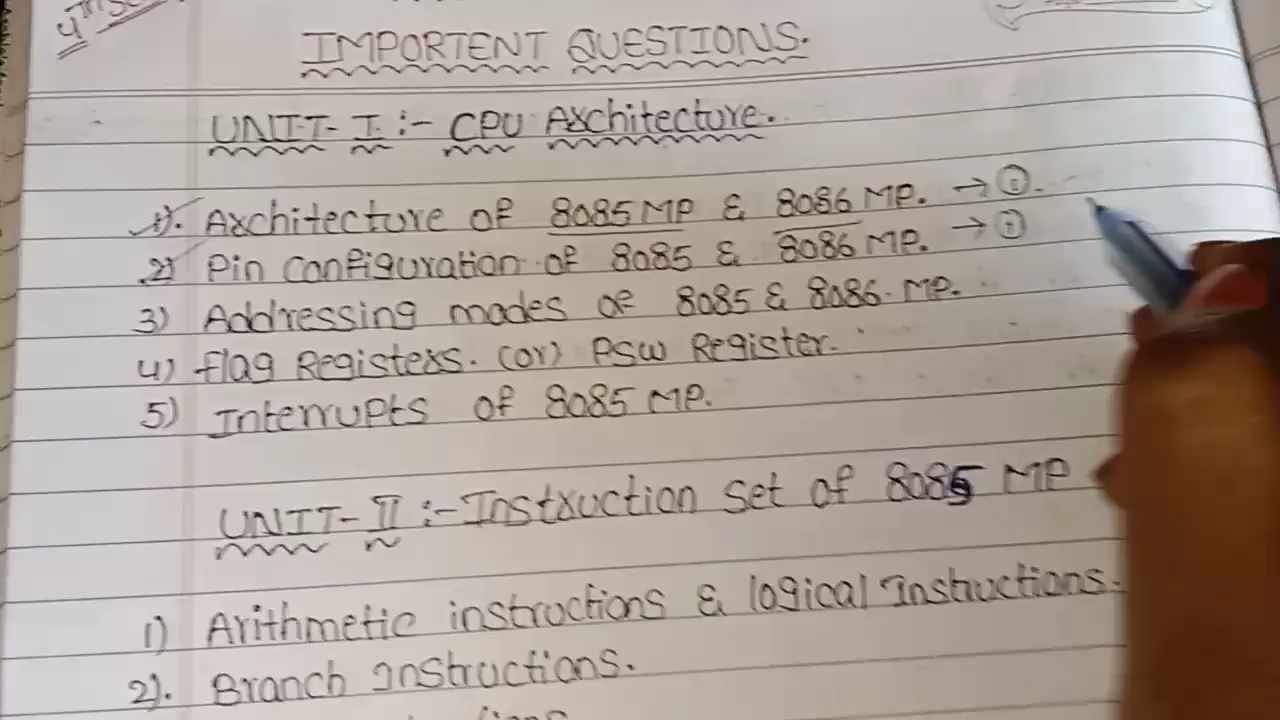 4th
IMPORTENT QUESTIONS.
UNIT-I :- CPU Architecture.
1). Architecture of 8085 MP & 8086 MP. → ①.
2) Pin Configuration of 8085 & 8086 MP. → ②
3) Addressing modes of 8085 & 8086 MP.
4) Flag Registers. (or) PSW Register.
5) Interrupts of 8085 MP.
UNIT-II :- Instruction Set of 8085 MP
1) Arithmetic instructions & logical Instructions.
2). Branch Instructions.